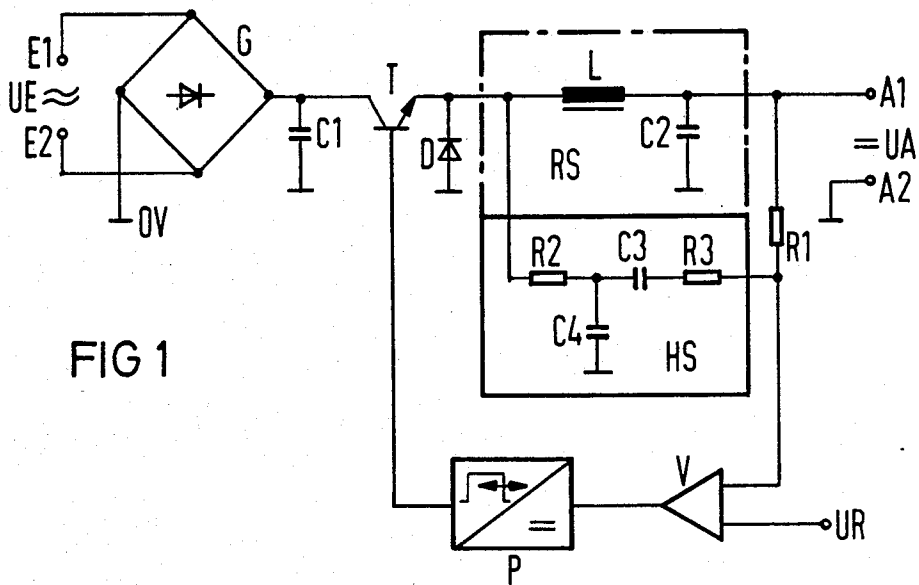 G
E1
UE ≈
E2
0V
C1
T
D
L
C2
RS
A1
= UA
A2
R1
R2
C3
R3
C4
HS
FIG 1
V
P
=
UR